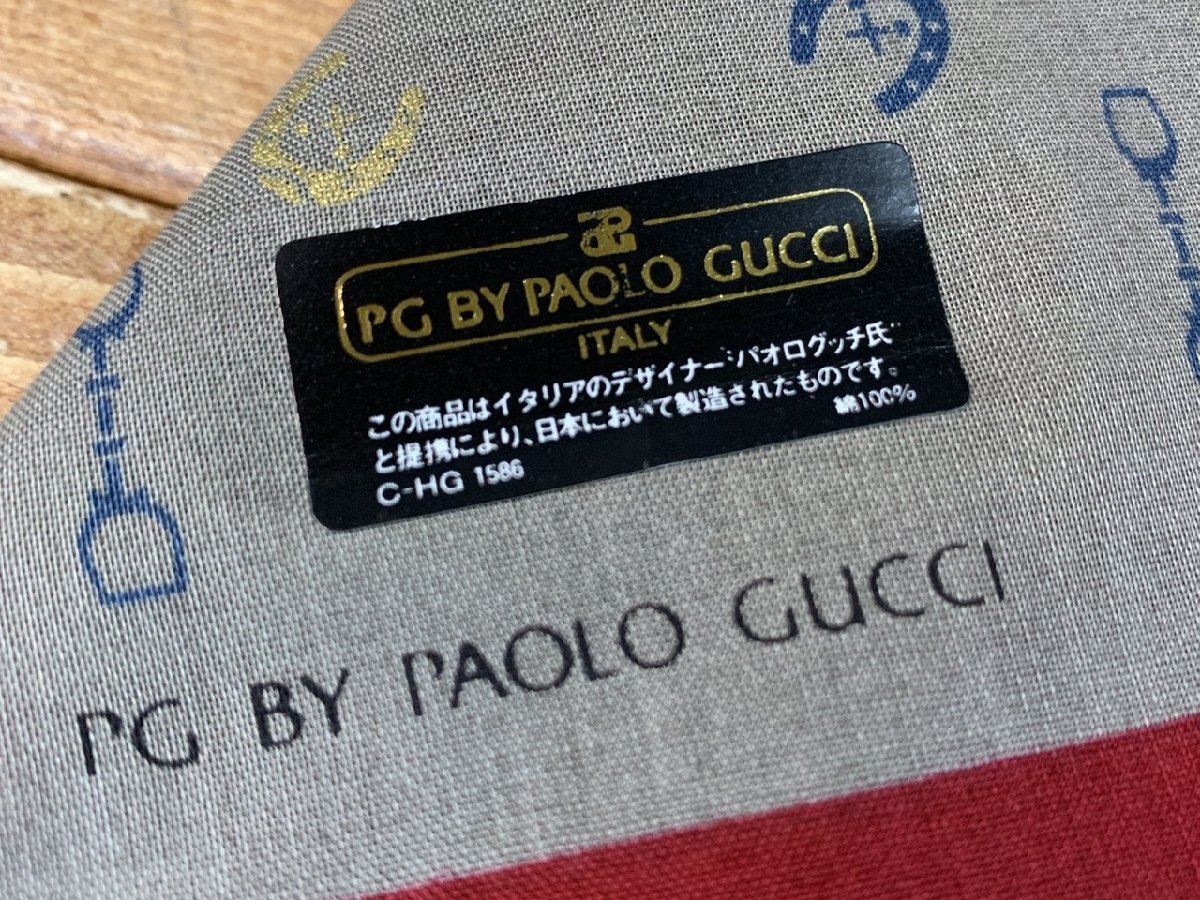 PG
PG BY PAOLO GUCCI
ITALY
この商品はイタリアのデザイナー・パオログッチ氏
と提携により、日本において製造されたものです。
綿100%
C-HG 1586
PG BY PAOLO GUCCI